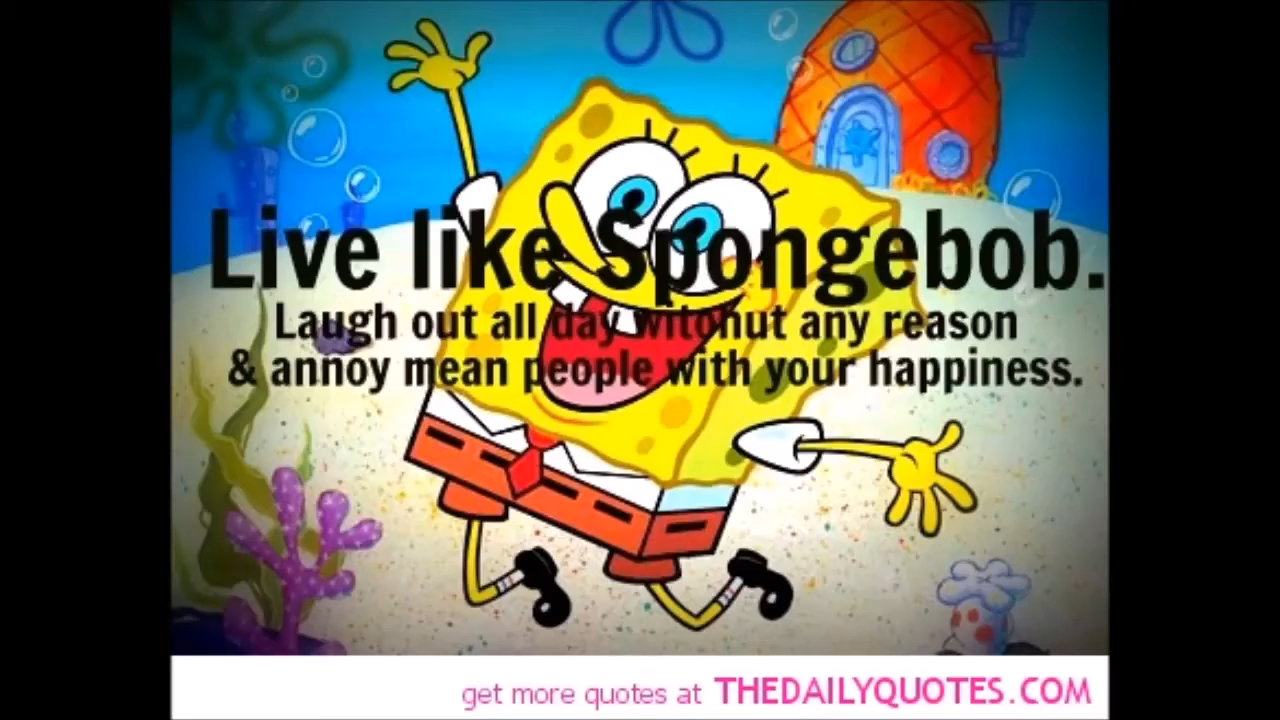 Live like Spongebob.
Laugh out all day witohut any reason
& annoy mean people with your happiness.
get more quotes at THEDAILYQUOTES.COM